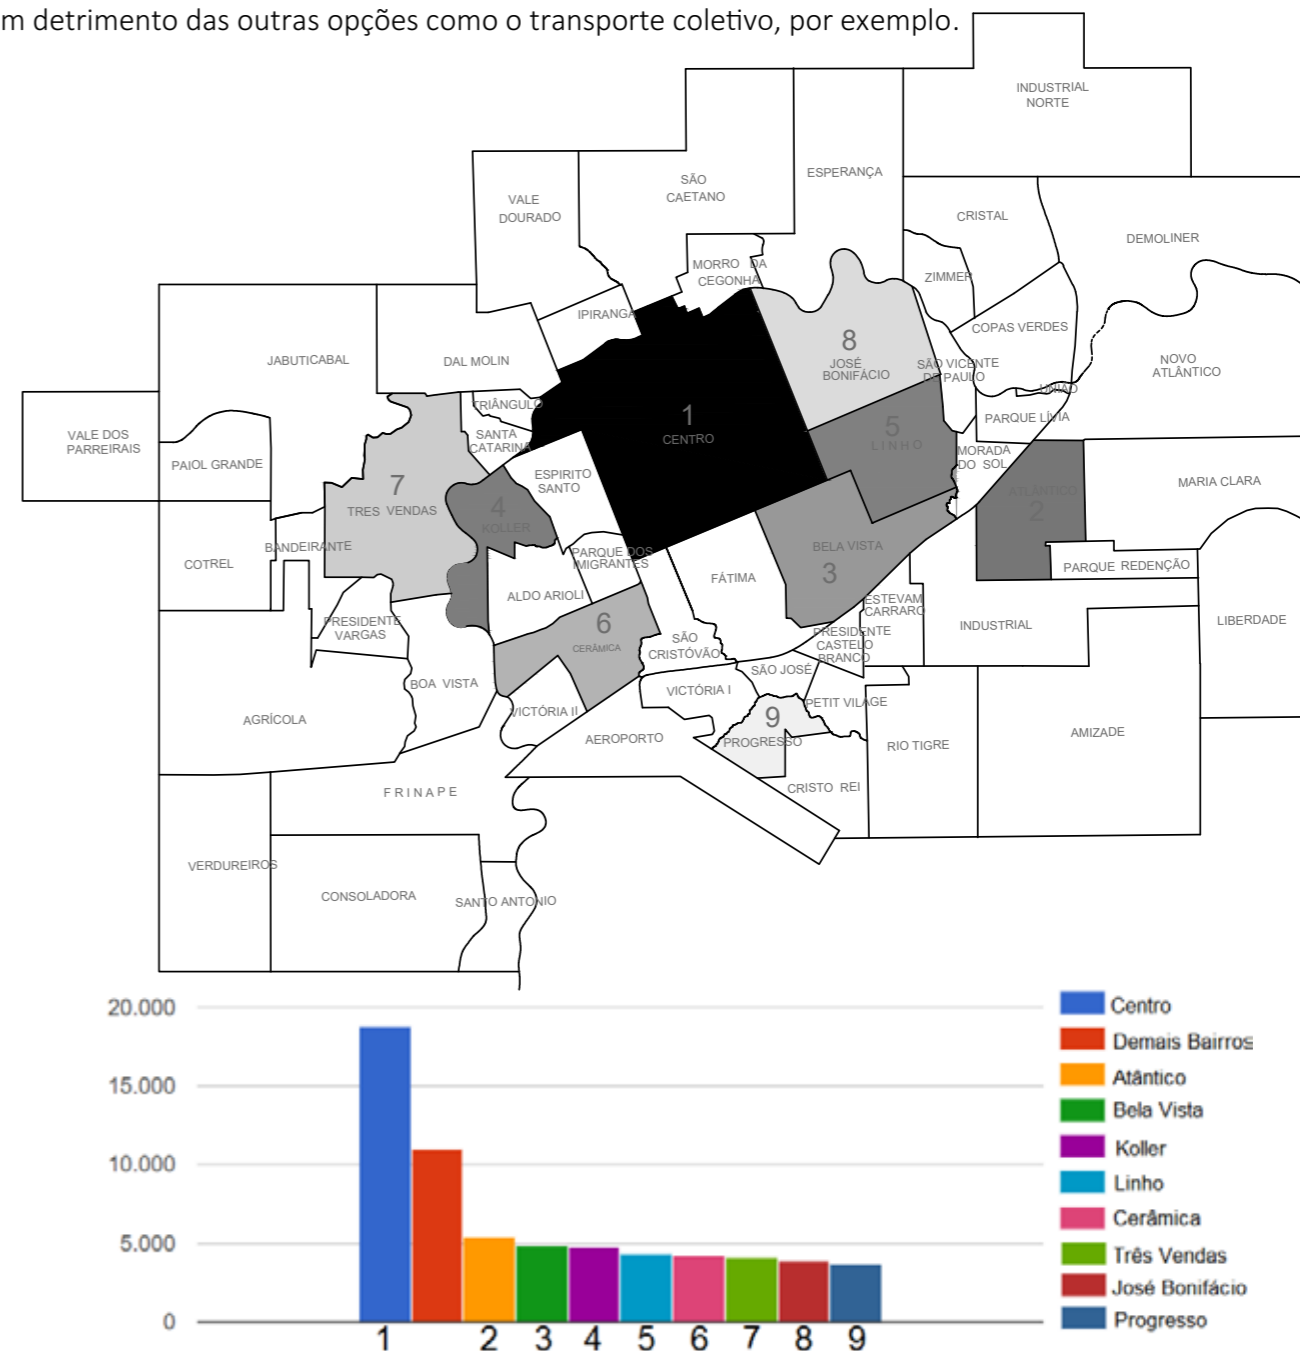 m detrimento das outras opções como o transporte coletivo, por exemplo.
INDUSTRIAL
NORTE
ESPERANÇA
SÃO
CAETANO
VALE
DOURADO
CRISTAL
DEMOLINER
MORRO DA
CEGONHA
ZIMMER
IPIRANGA
COPAS VERDES
8
JOSÉ
BONIFÁCIO
JABUTICABAL
DAL MOLIN
SÃO VICENTE
DE PAULO
NOVO
ATLÂNTICO
UNIÃO
TRIÂNGULO
1
CENTRO
PARQUE LÍVIA
5
LINHO
VALE DOS
PARREIRAIS
SANTA
CATARINA
PAIOL GRANDE
MORADA
DO SOL
ESPIRITO
SANTO
MARIA CLARA
7
TRES VENDAS
ATLÂNTICO
2
4
KOLLER
BANDEIRANTE
BELA VISTA
3
PARQUE DOS
IMIGRANTES
COTREL
PARQUE REDENÇÃO
FÁTIMA
ALDO ARIOLI
ESTEVAM
CARRARO
PRESIDENTE
VARGAS
6
CERÂMICA
LIBERDADE
INDUSTRIAL
PRESIDENTE
CASTELO
BRANCO
SÃO
CRISTÓVÃO
SÃO JOSÉ
BOA VISTA
VICTÓRIA I
PETIT VILAGE
VICTÓRIA II
AGRÍCOLA
9
PROGRESSO
AEROPORTO
RIO TIGRE
AMIZADE
CRISTO REI
FRINAPE
VERDUREIROS
CONSOLADORA
SANTO ANTONIO
20.000
15.000
10.000
5.000
0
1
2
3
4
5
6
7
8
9
Centro
Demais Bairros
Atântico
Bela Vista
Koller
Linho
Cerâmica
Três Vendas
José Bonifácio
Progresso